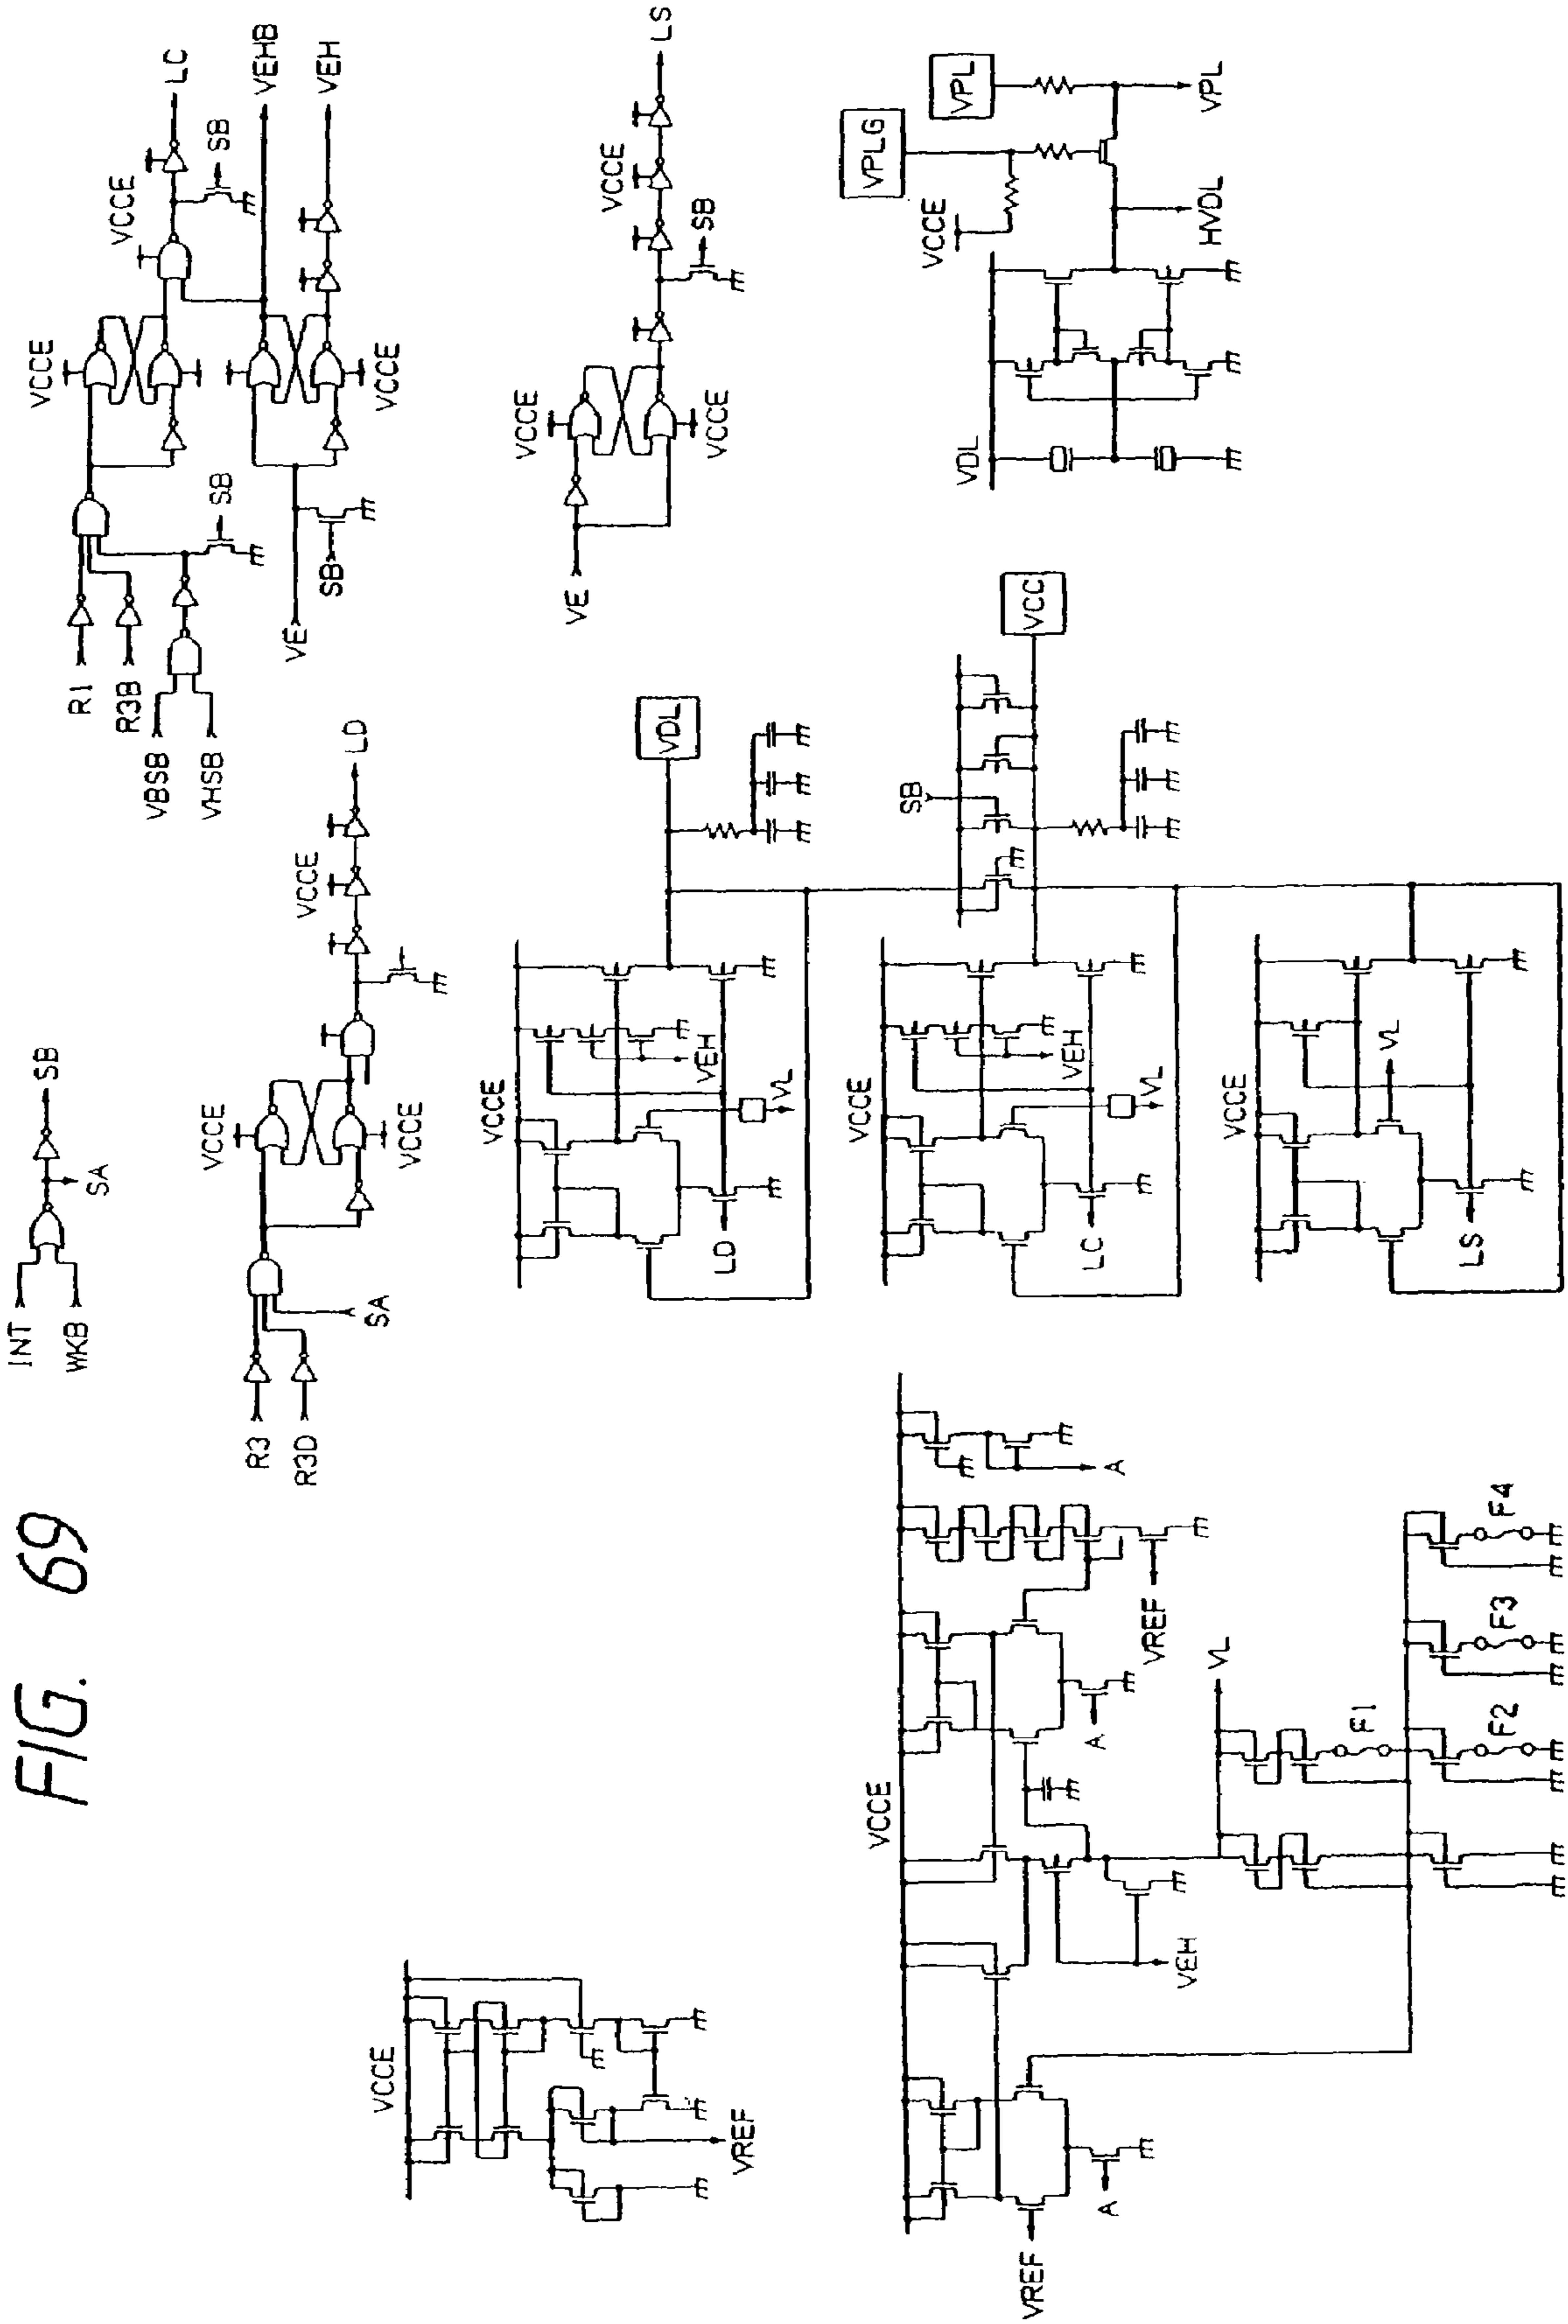 FIG. 69
INT
WKB
SA
SB
R3
R3D
SA
VCCE
VCCE
VCCE
LD
R1
R3B
VBSB
VHSB
SB
VCCE
VCCE
SB
LC
VE
SB
VCCE
VEHB
VEH
VE
VCCE
VCCE
VCCE
SB
LS
VCCE
VREF
VCCE
VREF
A
VEH
A
VREF
A
VL
F1
F2
F3
F4
VCCE
LD
VEH
VL
VDL
VCCE
LC
VEH
VL
SB
VCC
VCCE
LS
VL
VDL
VCCE
VPLG
VPL
HVDL
VPL